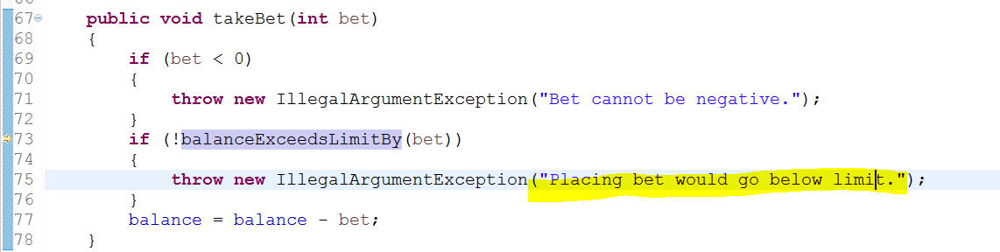 67 public void takeBet(int bet)
68 {
69 if (bet < 0)
70 {
71 throw new IllegalArgumentException("Bet cannot be negative.");
72 }
73 if (!balanceExceedsLimitBy(bet))
74 {
75 throw new IllegalArgumentException("Placing bet would go below limit.");
76 }
77 balance = balance - bet;
78 }